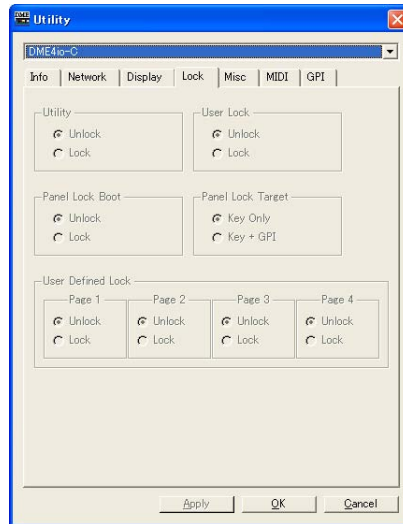 DME Utility
DME4io-C
Info Network Display Lock Misc MIDI GPI
Utility User Lock
Unlock Unlock
Lock Lock
Panel Lock Boot Panel Lock Target
Unlock Key Only
Lock Key + GPI
User Defined Lock
Page 1 Page 2 Page 3 Page 4
Unlock Unlock Unlock Unlock
Lock Lock Lock Lock
Apply OK Cancel